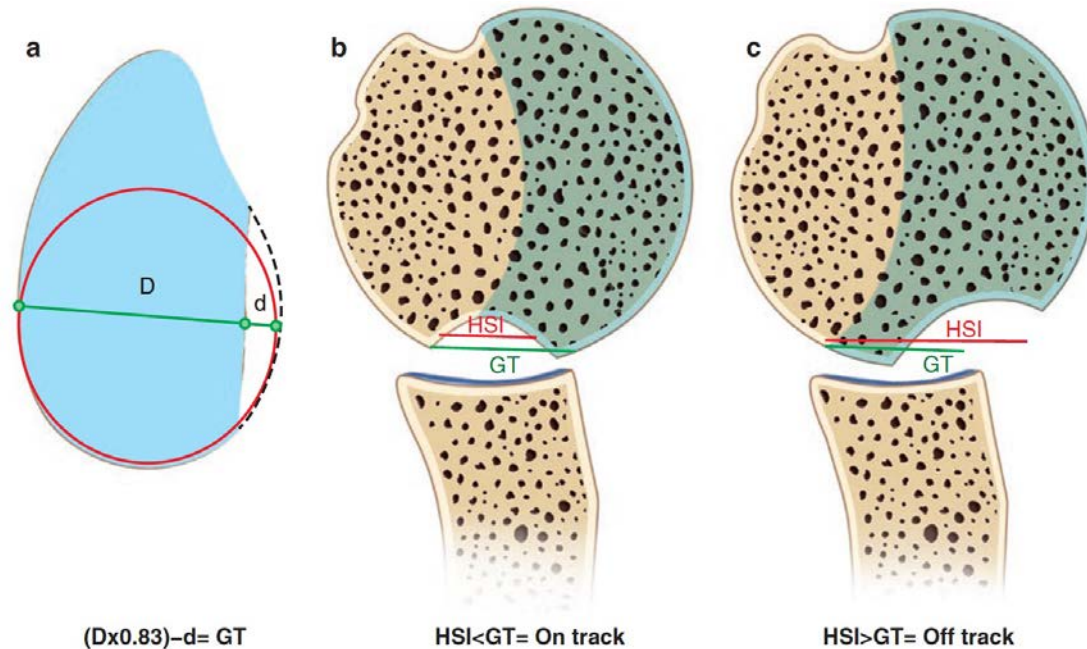 a
b
c
D
d
HSI
GT
HSI
GT
(Dx0.83)–d= GT
HSI<GT= On track
HSI>GT= Off track